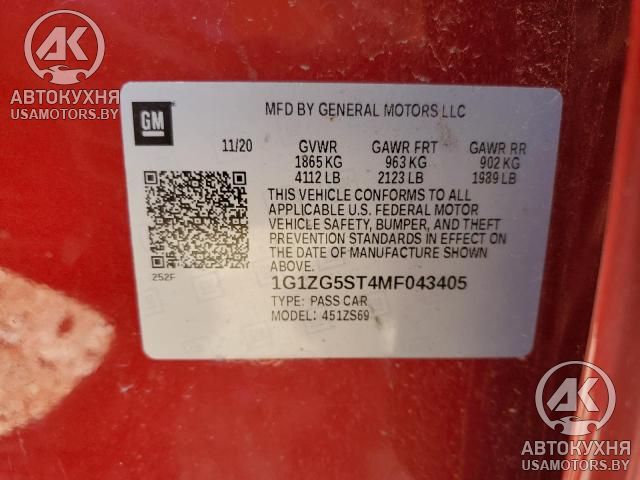 AK
АВТОКУХНЯ
USAMOTORS.BY
GM
MFD BY GENERAL MOTORS LLC
11/20 GVWR GAWR FRT GAWR RR
1865 KG 963 KG 902 KG
4112 LB 2123 LB 1989 LB
THIS VEHICLE CONFORMS TO ALL
APPLICABLE U.S. FEDERAL MOTOR
VEHICLE SAFETY, BUMPER, AND THEFT
PREVENTION STANDARDS IN EFFECT ON
THE DATE OF MANUFACTURE SHOWN
ABOVE.
252F
1G1ZG5ST4MF043405
TYPE: PASS CAR
MODEL: 451ZS69
AK
АВТОКУХНЯ
USAMOTORS.BY